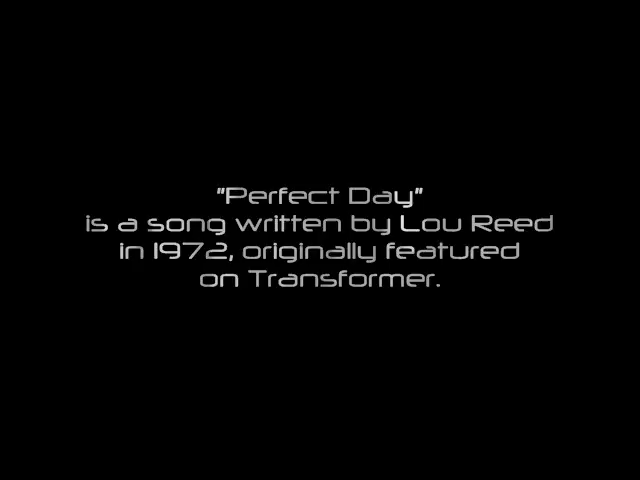 "Perfect Day"
is a song written by Lou Reed
in 1972, originally featured
on Transformer.